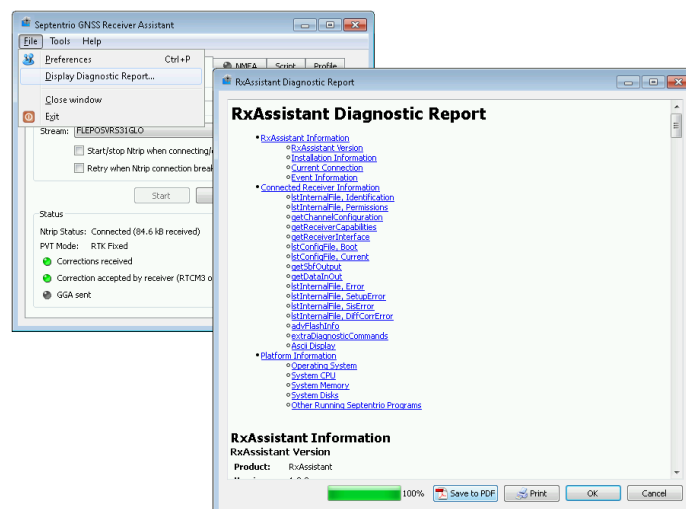 Septentrio GNSS Receiver Assistant
File Tools Help
Preferences Ctrl+P
Display Diagnostic Report...
Close window
Exit
NMEA Script Profile
Stream: FLEPOSVRS31GLO
Start/stop Ntrip when connecting/
Retry when Ntrip connection break
Start
Status
Ntrip Status: Connected (84.6 kB received)
PVT Mode: RTK Fixed
Corrections received
Correction accepted by receiver (RTCM3 o
GGA sent
RxAssistant Diagnostic Report
RxAssistant Diagnostic Report
RxAssistant Information
RxAssistant Version
Installation Information
Current Connection
Event Information
Connected Receiver Information
lstInternalFile, Identification
lstInternalFile, Permissions
getChannelConfiguration
getReceiverCapabilities
getReceiverInterface
lstConfigFile, Boot
lstConfigFile, Current
getSbfOutput
getDataInOut
lstInternalFile, Error
lstInternalFile, SetupError
lstInternalFile, SisError
lstInternalFile, DiffCorrError
advFlashInfo
extraDiagnosticCommands
Ascii Display
Platform Information
Operating System
System CPU
System Memory
System Disks
Other Running Septentrio Programs
RxAssistant Information
RxAssistant Version
Product: RxAssistant
100% Save to PDF Print OK Cancel